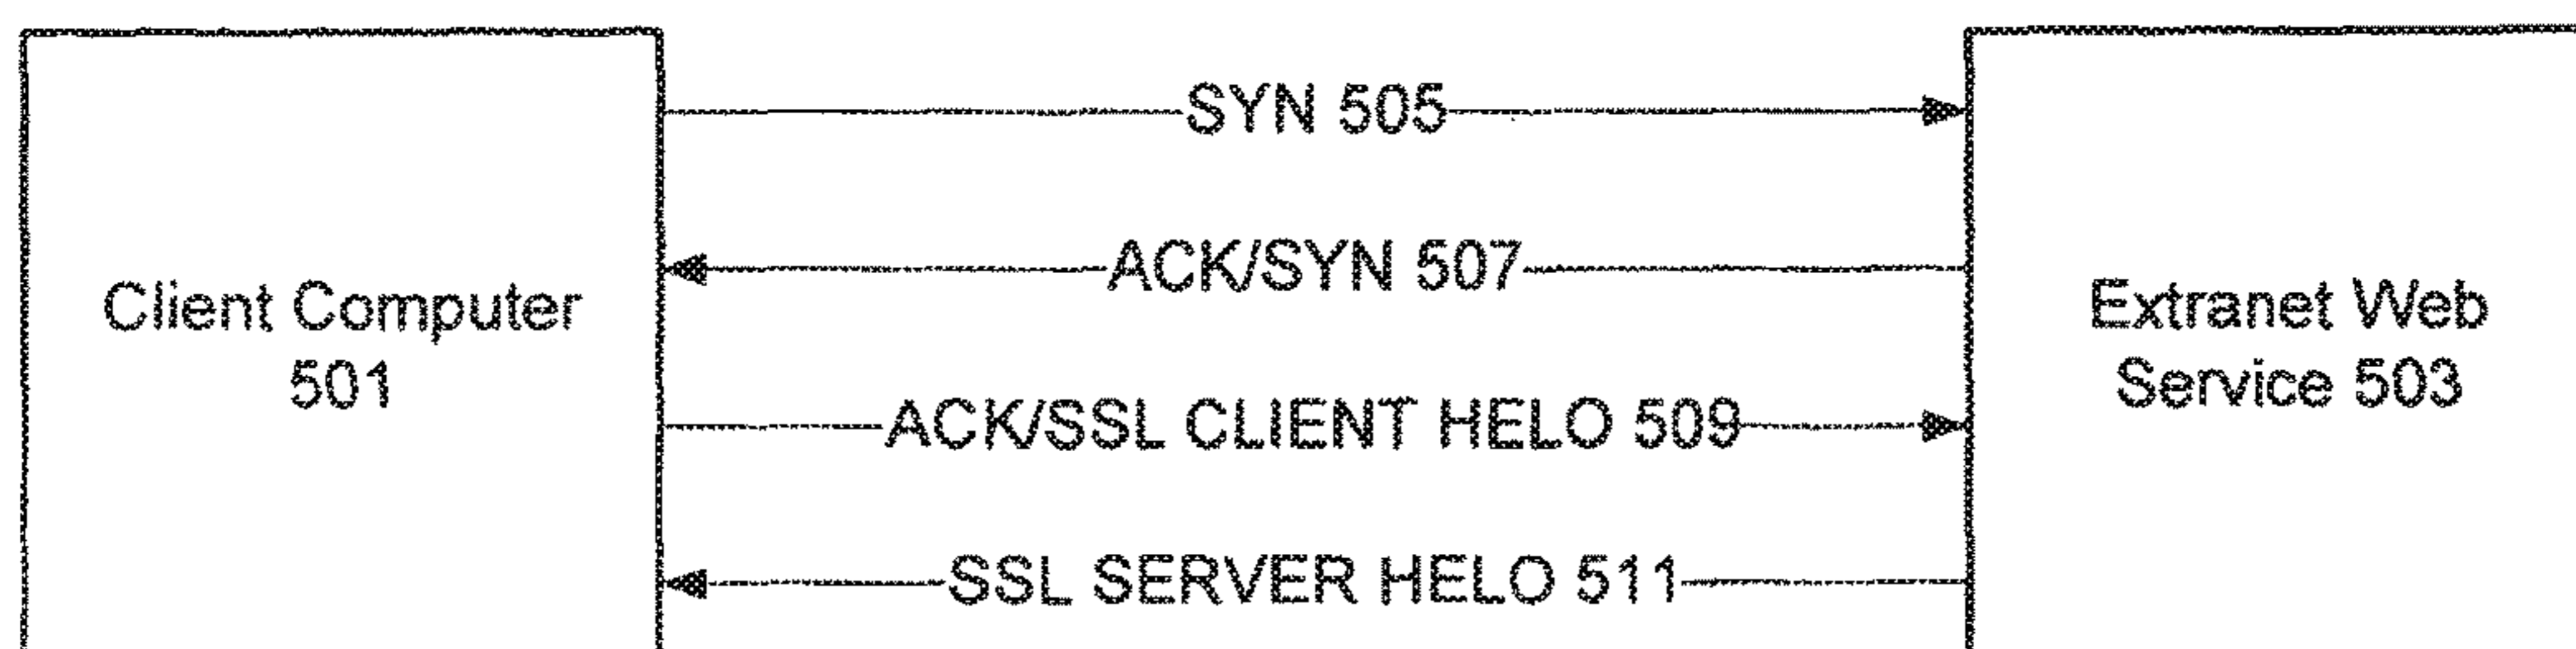 SYN 505
ACK/SYN 507
Client Computer
501
Extranet Web
Service 503
ACK/SSL CLIENT HELO 509
SSL SERVER HELO 511